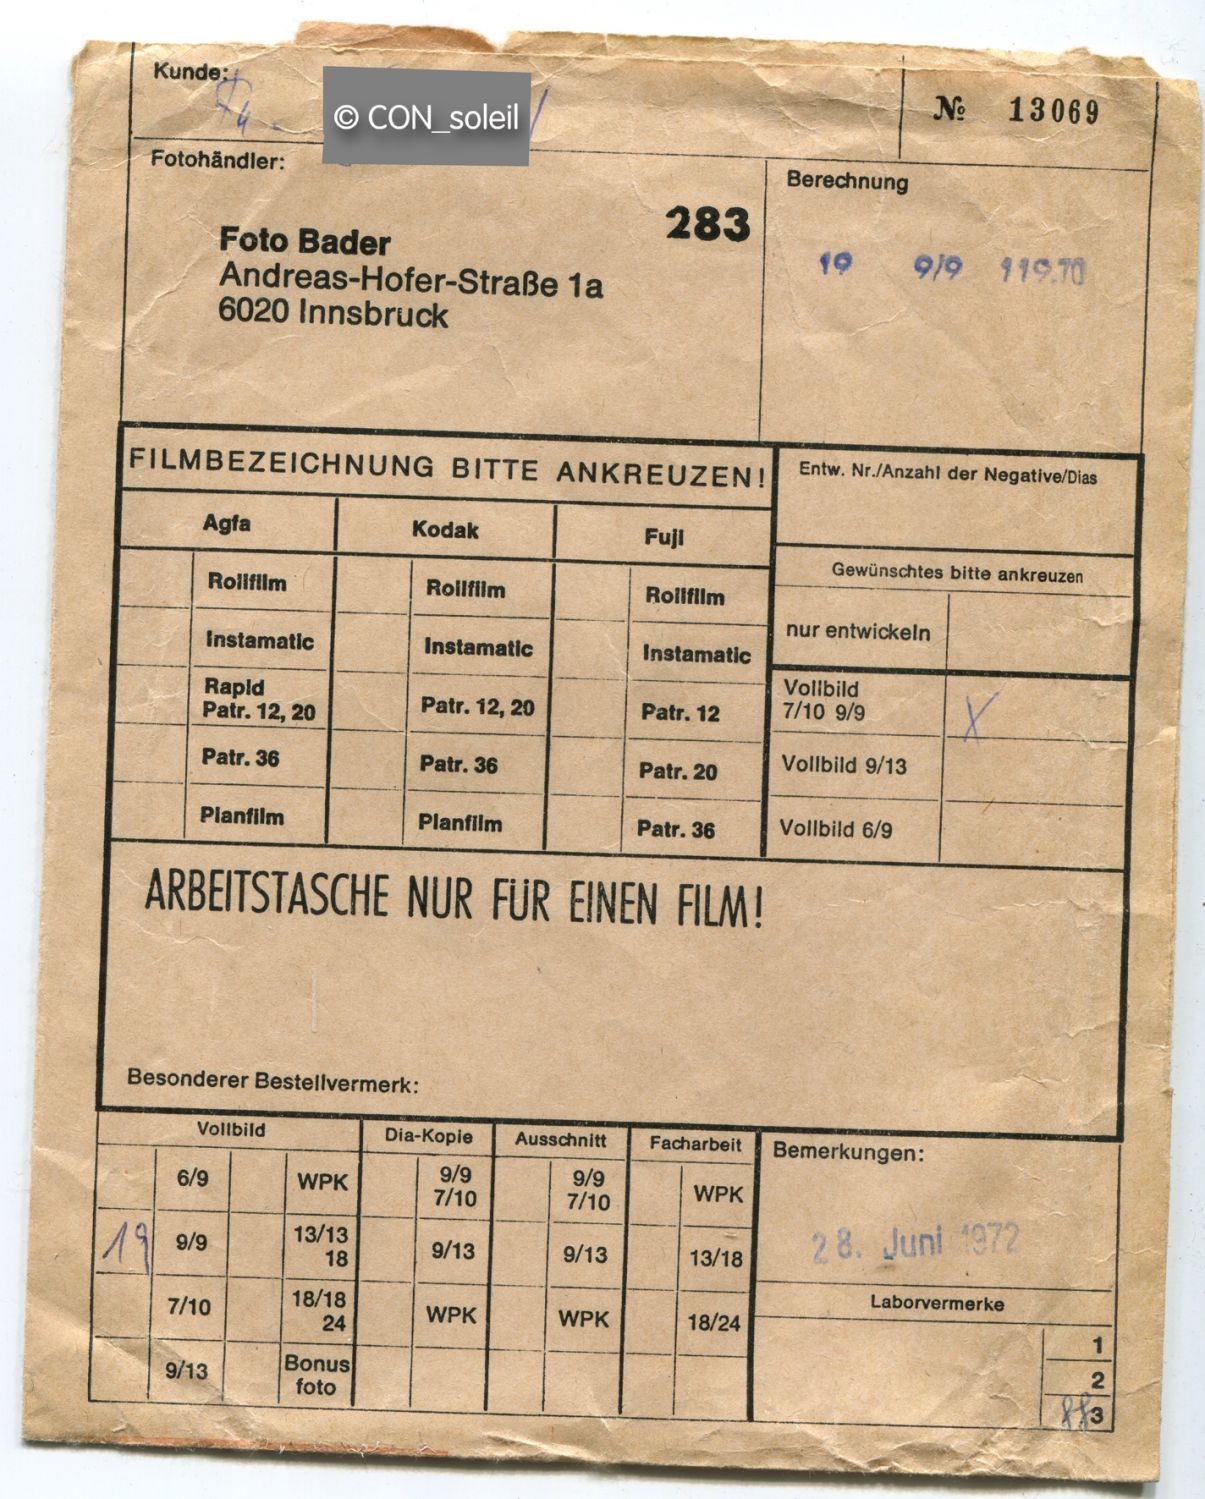 Kunde:
© CON_soleil
№ 13069
Fotohändler:
Berechnung
283
Foto Bader
Andreas-Hofer-Straße 1a
6020 Innsbruck
19 9/9 119.70
FILMBEZEICHNUNG BITTE ANKREUZEN!
Entw. Nr./Anzahl der Negative/Dias
Agfa Kodak Fuji
Gewünschtes bitte ankreuzen
Rollfilm Rollfilm Rollfilm
nur entwickeln
Instamatic Instamatic Instamatic
Rapid
Patr. 12, 20 Patr. 12, 20 Patr. 12
Vollbild
7/10 9/9 X
Patr. 36 Patr. 36 Patr. 20
Vollbild 9/13
Planfilm Planfilm Patr. 36
Vollbild 6/9
ARBEITSTASCHE NUR FÜR EINEN FILM!
Besonderer Bestellvermerk:
Vollbild Dia-Kopie Ausschnitt Facharbeit
Bemerkungen:
6/9 WPK 9/9 9/9 WPK
7/10 7/10
19 9/9 13/13 9/13 9/13 13/18
18
28. Juni 1972
7/10 18/18 WPK WPK 18/24
24
Laborvermerke
9/13 Bonus
foto
1
2
3